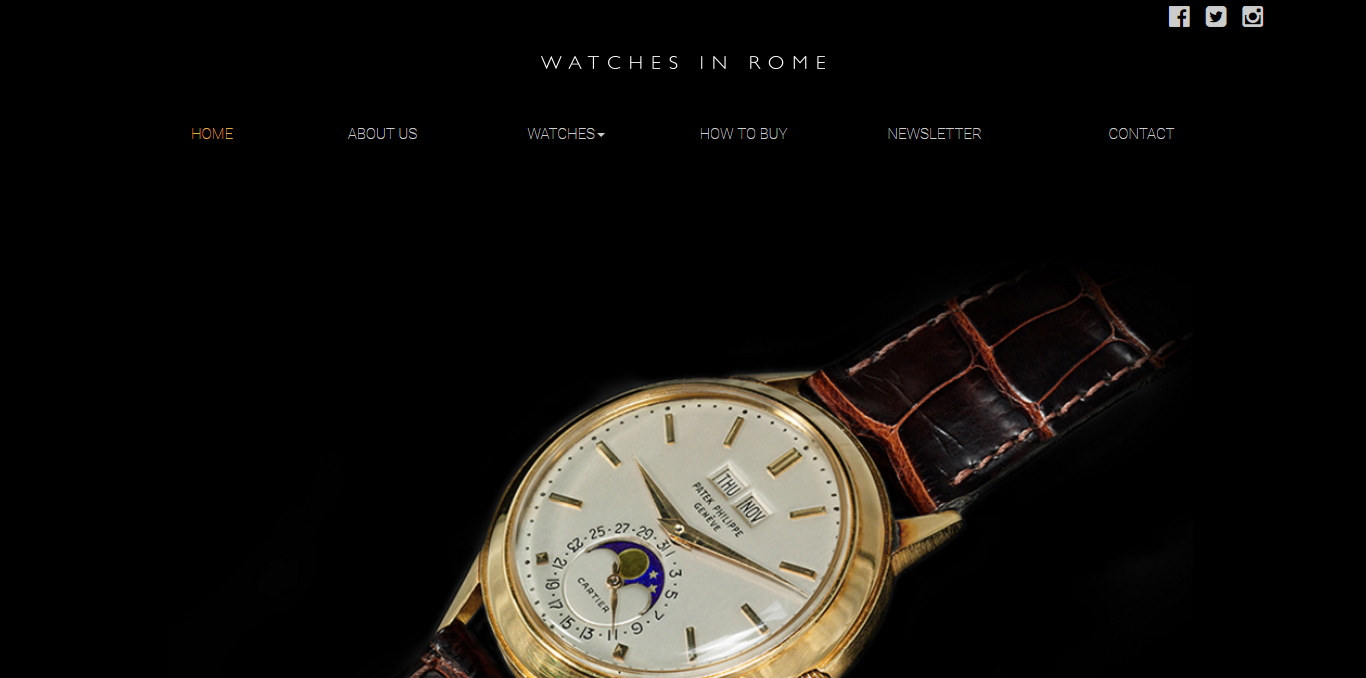 WATCHES IN ROME
HOME ABOUT US WATCHES HOW TO BUY NEWSLETTER CONTACT
THU NOV
PATEK PHILIPPE
GENÈVE
23 · 25 · 27 · 29 · 31
1 · 3 · 5 · 7 · 9 · 11 · 13 · 15 · 17 · 19 · 21
CARTIER